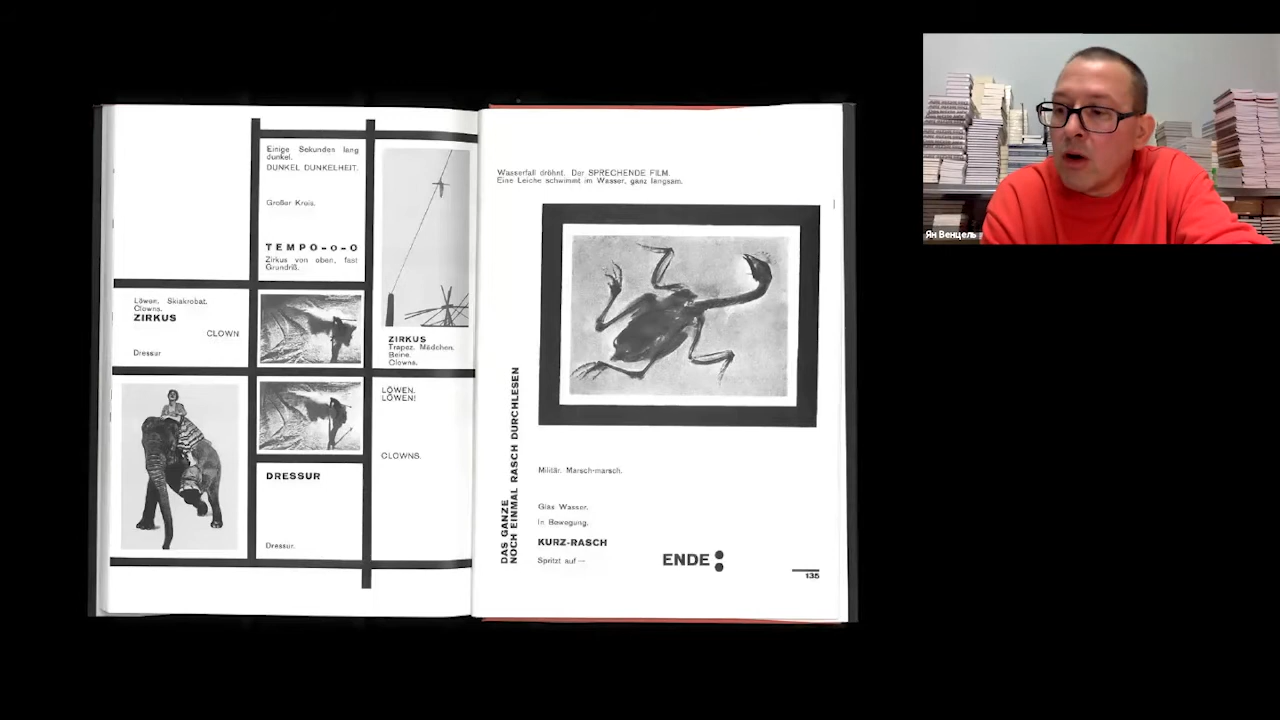 Einige Sekunden lang
dunkel.
DUNKEL DUNKELHEIT.
Großer Kreis.
TEMPO-o-O
Zirkus von oben, fast
Grundriß.
Löwen. Skiakrobat.
Clowns.
ZIRKUS
CLOWN
Dressur
ZIRKUS
Trapez. Mädchen.
Beine.
Clowns.
LÖWEN.
LÖWEN!
CLOWNS.
DRESSUR
Dressur.
Wasserfall dröhnt. Der SPRECHENDE FILM.
Eine Leiche schwimmt im Wasser, ganz langsam.
DAS GANZE
NOCH EINMAL RASCH DURCHLESEN
Militär. Marsch-marsch.
Glas Wasser.
In Bewegung.
KURZ-RASCH
Spritzt auf —
ENDE:
135
Ян Венцель